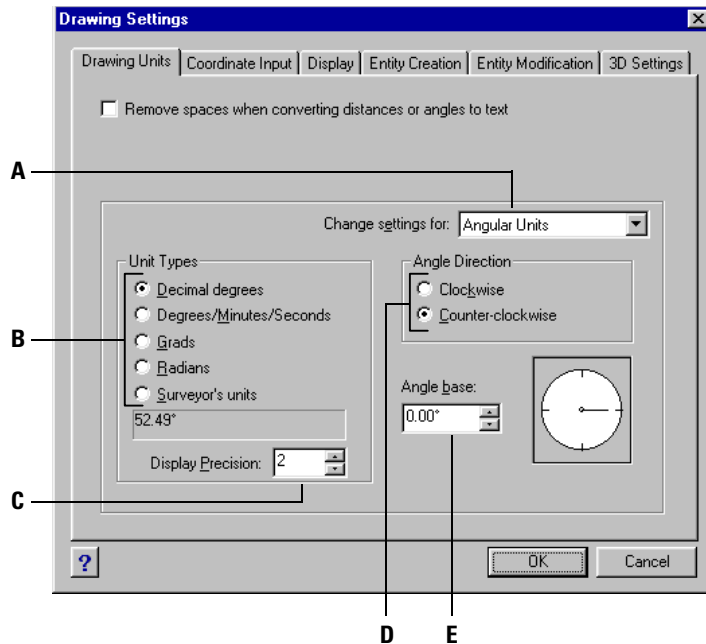 Drawing Settings
Drawing Units Coordinate Input Display Entity Creation Entity Modification 3D Settings
Remove spaces when converting distances or angles to text
A
Change settings for: Angular Units
Unit Types
Angle Direction
Decimal degrees
Clockwise
Degrees/Minutes/Seconds
Counter-clockwise
D
B
Grads
Radians
Angle base:
Surveyor's units
0.00°
52.49°
Display Precision: 2
C
? OK Cancel
D E